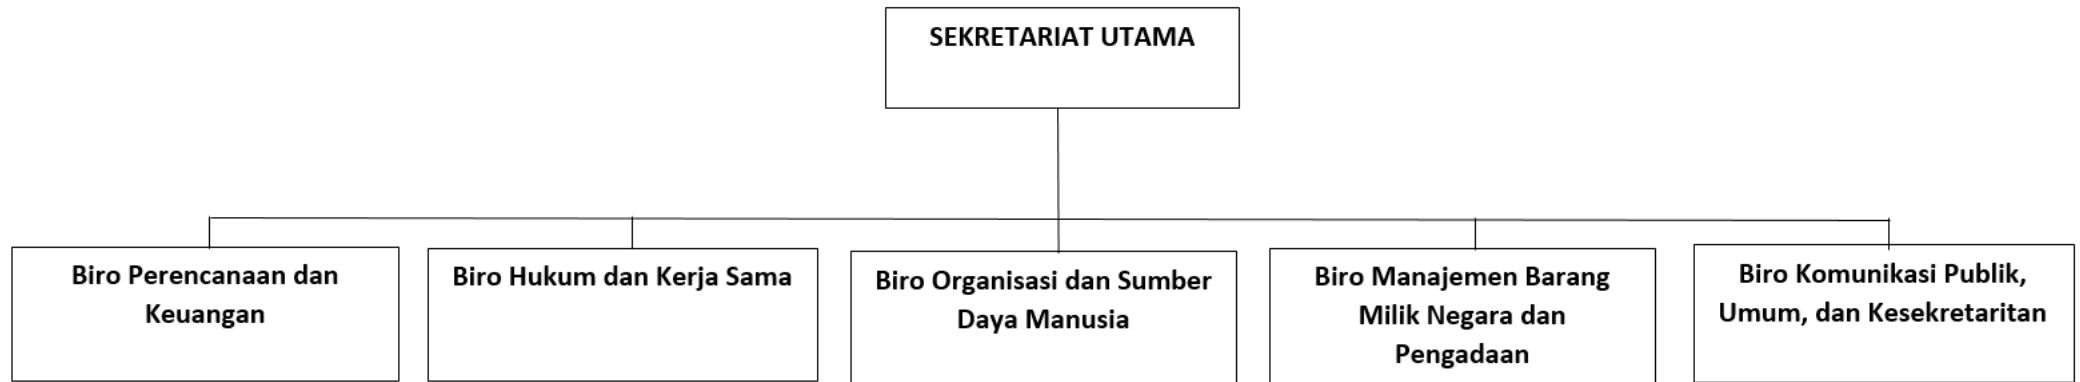 SEKRETARIAT UTAMA
Biro Perencanaan dan
Keuangan
Biro Hukum dan Kerja Sama
Biro Organisasi dan Sumber
Daya Manusia
Biro Manajemen Barang
Milik Negara dan
Pengadaan
Biro Komunikasi Publik,
Umum, dan Kesekretaritan